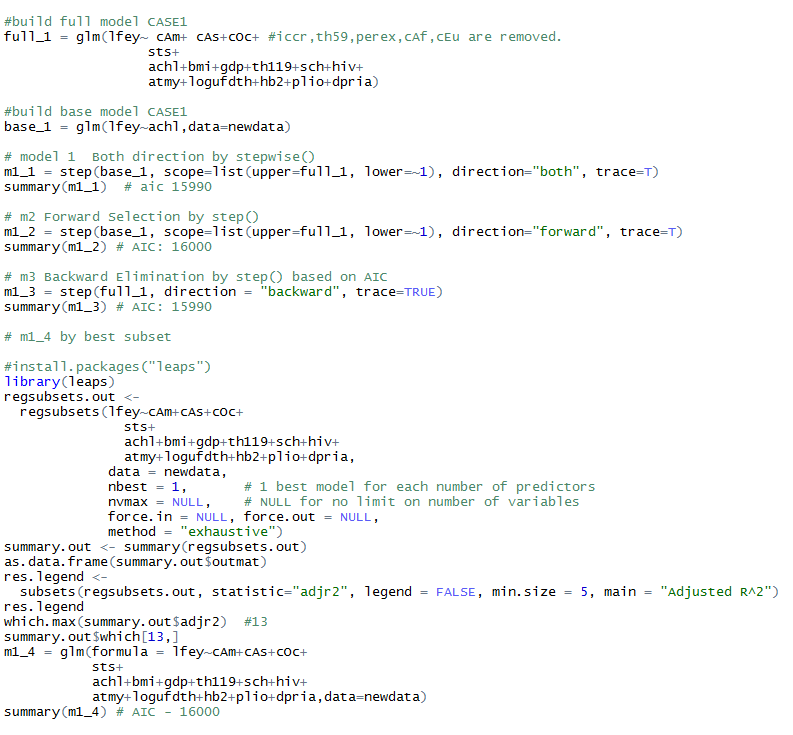 #build full model CASE1
full_1 = glm(lfey~ cAm+ cAs+cOc+ #iccr,th59,perex,cAf,cEu are removed.
sts+
achl+bmi+gdp+th119+sch+hiv+
atmy+logufdth+hb2+plio+dpria)
#build base model CASE1
base_1 = glm(lfey~achl,data=newdata)
# model 1  Both direction by stepwise()
m1_1 = step(base_1, scope=list(upper=full_1, lower=~1), direction="both", trace=T)
summary(m1_1)  # aic 15990
# m2 Forward Selection by step()
m1_2 = step(base_1, scope=list(upper=full_1, lower=~1), direction="forward", trace=T)
summary(m1_2) # AIC: 16000
# m3 Backward Elimination by step() based on AIC
m1_3 = step(full_1, direction = "backward", trace=TRUE)
summary(m1_3) # AIC: 15990
# m1_4 by best subset
#install.packages("leaps")
library(leaps)
regsubsets.out <-
regsubsets(lfey~cAm+cAs+cOc+
sts+
achl+bmi+gdp+th119+sch+hiv+
atmy+logufdth+hb2+plio+dpria,
data = newdata,
nbest = 1,       # 1 best model for each number of predictors
nvmax = NULL,    # NULL for no limit on number of variables
force.in = NULL, force.out = NULL,
method = "exhaustive")
summary.out <- summary(regsubsets.out)
as.data.frame(summary.out$outmat)
res.legend <-
subsets(regsubsets.out, statistic="adjr2", legend = FALSE, min.size = 5, main = "Adjusted R^2")
res.legend
which.max(summary.out$adjr2)  #13
summary.out$which[13,]
m1_4 = glm(formula = lfey~cAm+cAs+cOc+
sts+
achl+bmi+gdp+th119+sch+hiv+
atmy+logufdth+hb2+plio+dpria,data=newdata)
summary(m1_4) # AIC - 16000